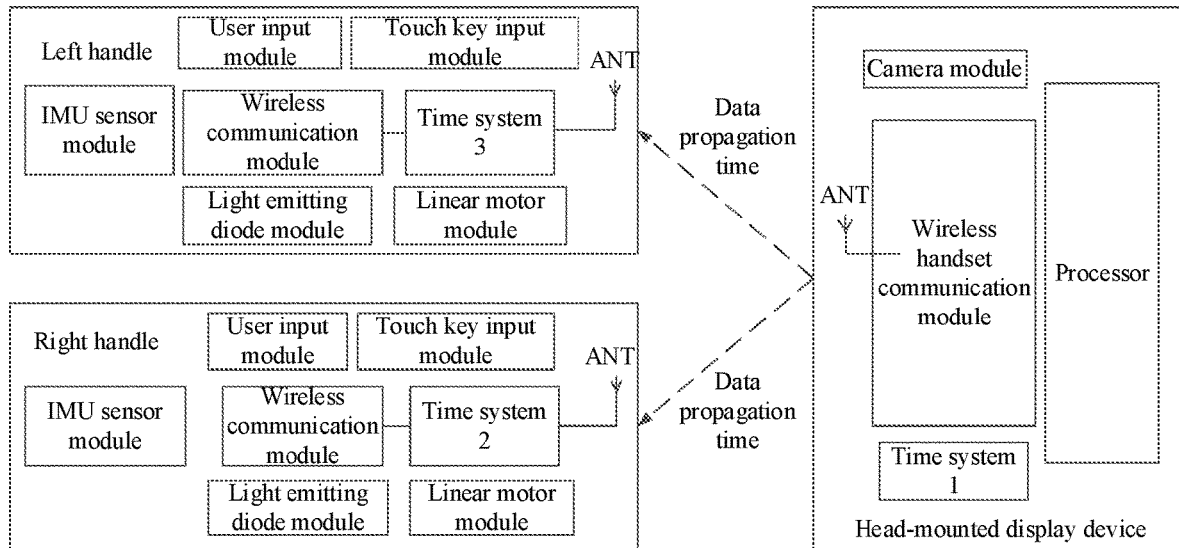 Left handle
User input
module
Touch key input
module
ANT
IMU sensor
module
Wireless
communication
module
Time system
3
Light emitting
diode module
Linear motor
module
Right handle
User input
module
Touch key input
module
ANT
IMU sensor
module
Wireless
communication
module
Time system
2
Light emitting
diode module
Linear motor
module
Data
propagation
time
Data
propagation
time
Camera module
ANT
Wireless
handset
communication
module
Processor
Time system
1
Head-mounted display device